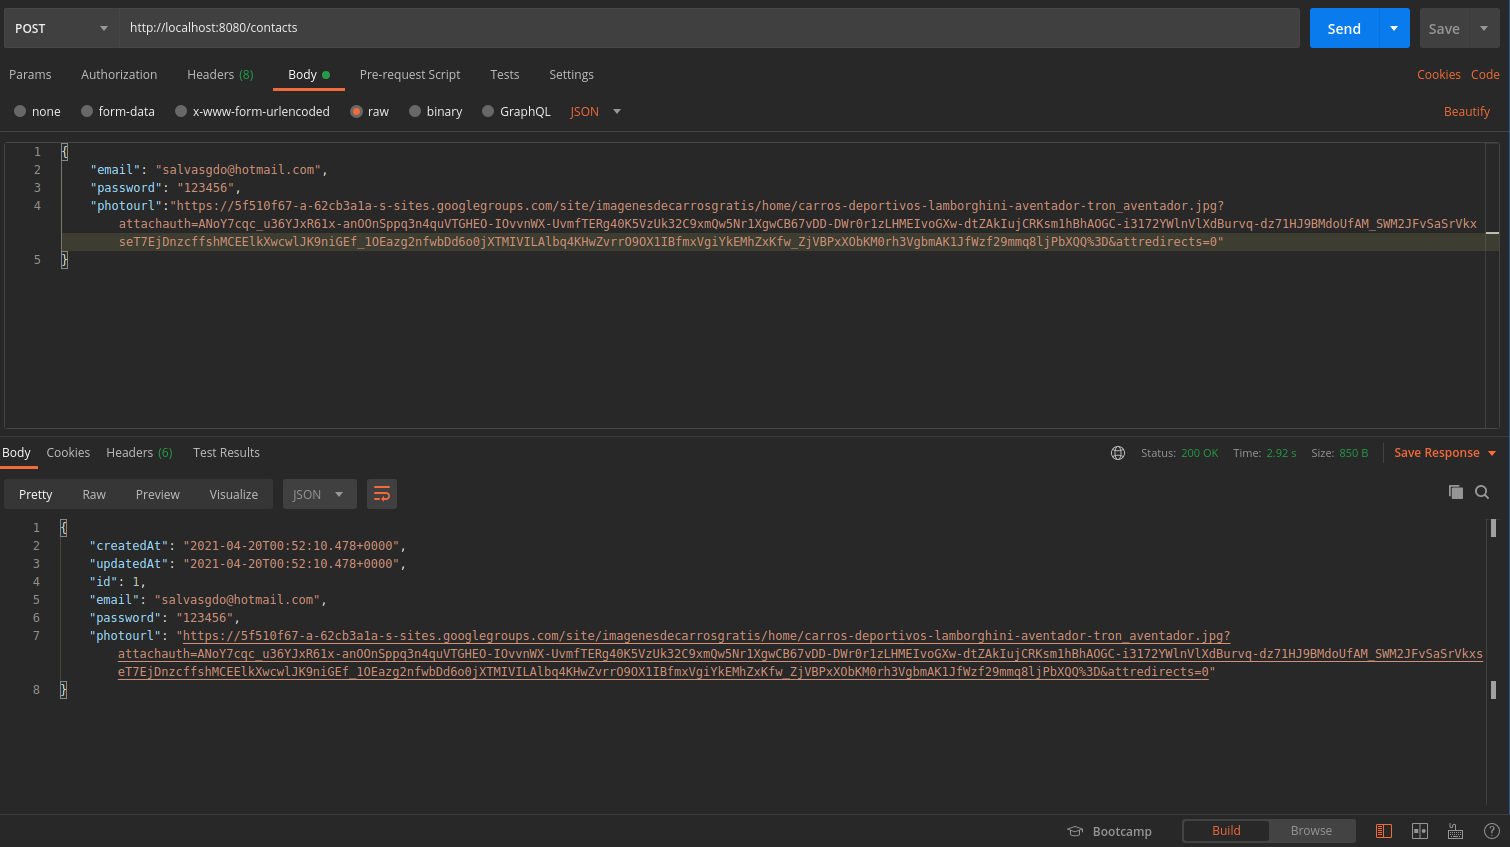 POST http://localhost:8080/contacts Send Save
Params Authorization Headers (8) Body Pre-request Script Tests Settings Cookies Code
none form-data x-www-form-urlencoded raw binary GraphQL JSON Beautify
1 {
2 "email": "salvasgdo@hotmail.com",
3 "password": "123456",
4 "photourl":"https://5f510f67-a-62cb3a1a-s-sites.googlegroups.com/site/imagenesdecarrosgratis/home/carros-deportivos-lamborghini-aventador-tron_aventador.jpg?
attachauth=ANoY7cqc_u36YJxR61x-anOOnSppq3n4quVTGHEO-IOvvnWX-UvmfTERg40K5VzUk32C9xmQw5Nr1XgwCB67vDD-DWr0r1zLHMEIvoGXw-dtZAkIujCRKsm1hBhAOGC-i3172YWlnVlXdBurvq-dz71HJ9BMdoUfAM_SWM2JFvSaSrVkx
seT7EjDnzcffshMCEElkXwcwlJK9niGEf_1OEazg2nfwbDd6o0jXTMIVILAlbq4KHwZvrrO9OX1IBfmxVgiYkEMhZxKfw_ZjVBPxXObKM0rh3VgbmAK1JfWzf29mmq8ljPbXQQ%3D&attredirects=0"
5 }
Body Cookies Headers (6) Test Results Status: 200 OK Time: 2.92 s Size: 850 B Save Response
Pretty Raw Preview Visualize JSON
1 {
2 "createdAt": "2021-04-20T00:52:10.478+0000",
3 "updatedAt": "2021-04-20T00:52:10.478+0000",
4 "id": 1,
5 "email": "salvasgdo@hotmail.com",
6 "password": "123456",
7 "photourl": "https://5f510f67-a-62cb3a1a-s-sites.googlegroups.com/site/imagenesdecarrosgratis/home/carros-deportivos-lamborghini-aventador-tron_aventador.jpg?
attachauth=ANoY7cqc_u36YJxR61x-anOOnSppq3n4quVTGHEO-IOvvnWX-UvmfTERg40K5VzUk32C9xmQw5Nr1XgwCB67vDD-DWr0r1zLHMEIvoGXw-dtZAkIujCRKsm1hBhAOGC-i3172YWlnVlXdBurvq-dz71HJ9BMdoUfAM_SWM2JFvSaSrVkxs
eT7EjDnzcffshMCEElkXwcwlJK9niGEf_1OEazg2nfwbDd6o0jXTMIVILAlbq4KHwZvrrO9OX1IBfmxVgiYkEMhZxKfw_ZjVBPxXObKM0rh3VgbmAK1JfWzf29mmq8ljPbXQQ%3D&attredirects=0"
8 }
Bootcamp Build Browse